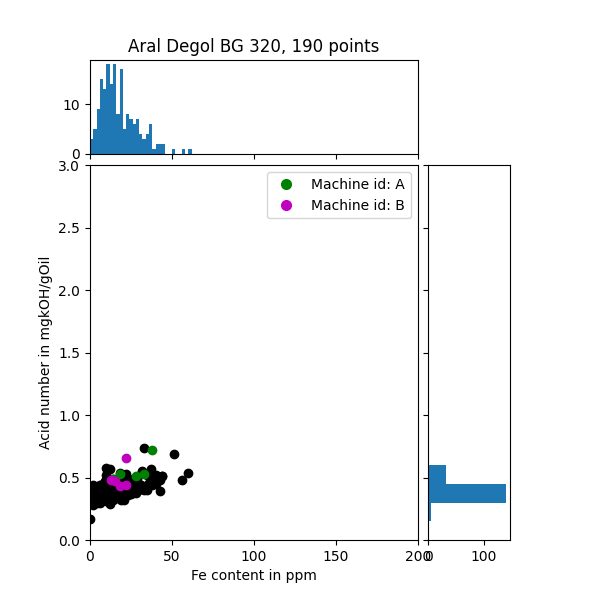 Aral Degol BG 320, 190 points
10
0
3.0
2.5
2.0
1.5
1.0
0.5
0.0
Acid number in mgkOH/gOil
Machine id: A
Machine id: B
0 50 100 150 200
0 100
Fe content in ppm